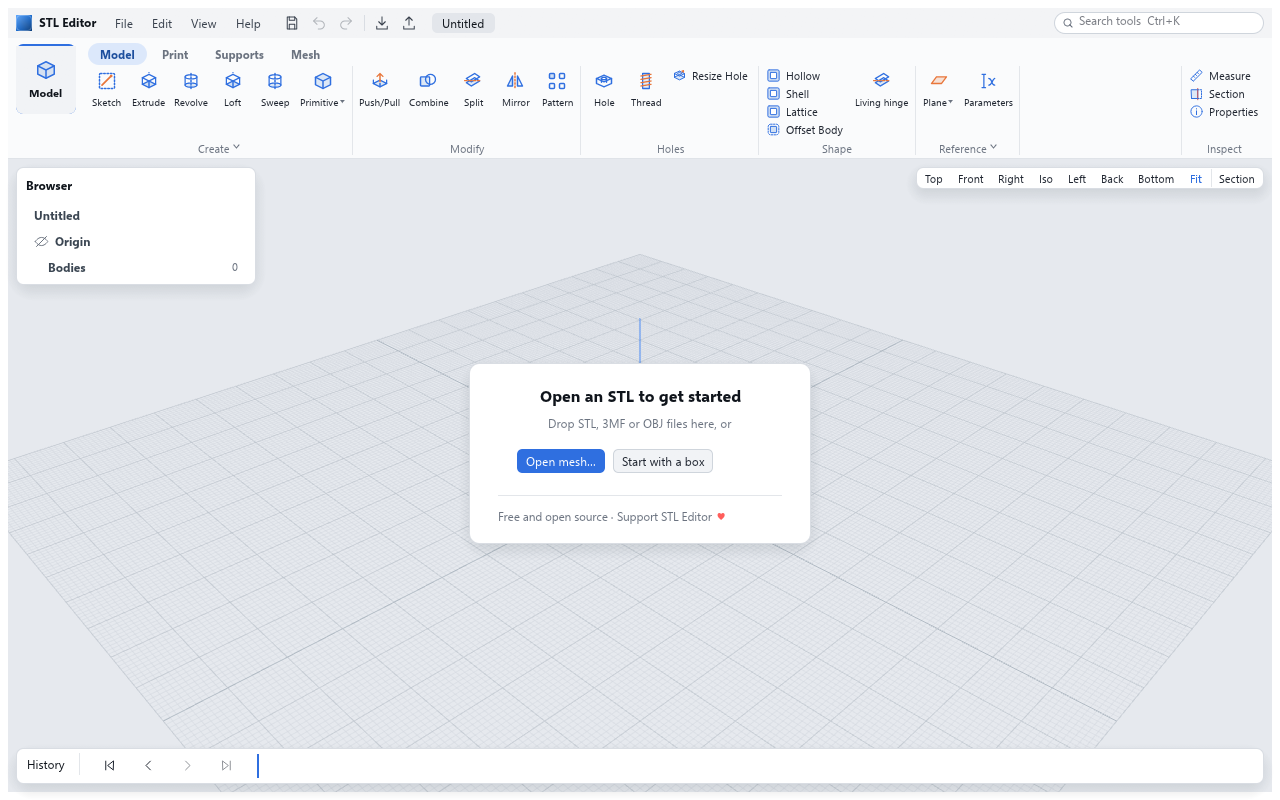 STL Editor File Edit View Help Untitled Search tools Ctrl+K
Model
Model Print Supports Mesh
Sketch Extrude Revolve Loft Sweep Primitive
Create
Push/Pull Combine Split Mirror Pattern
Modify
Hole Thread Resize Hole
Holes
Hollow
Shell
Lattice
Offset Body
Living hinge
Shape
Plane Parameters
Reference
Measure
Section
Properties
Inspect
Browser
Untitled
Origin
Bodies 0
Top Front Right Iso Left Back Bottom Fit Section
Open an STL to get started
Drop STL, 3MF or OBJ files here, or
Open mesh... Start with a box
Free and open source · Support STL Editor
History